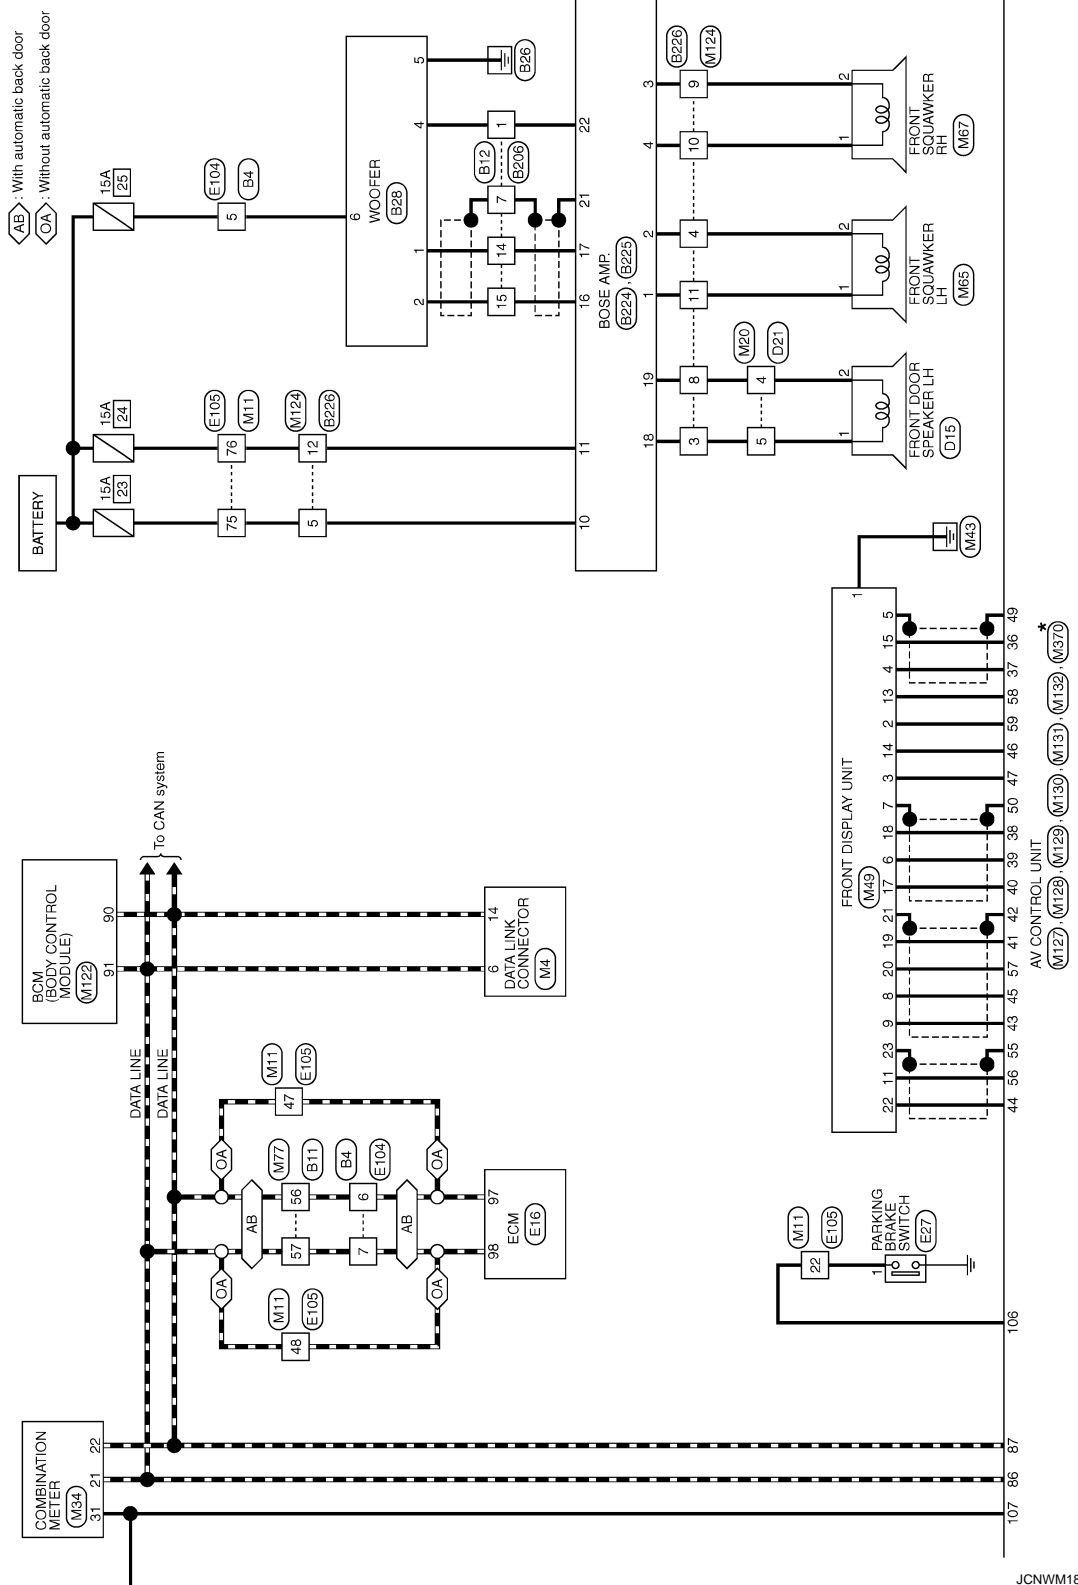 AB : With automatic back door
OA : Without automatic back door
BATTERY
15A
23
15A
24
15A
25
E105
M11
75
76
M124
B226
5
12
E104
B4
5
6
WOOFER
B28
2
1
4
5
B26
15
14
7
1
B12
B206
10
11
16
17
21
22
BOSE AMP.
B224 , B225
18
19
1
2
4
3
3
8
11
4
10
9
B226
M124
5
4
M20
D21
1
2
FRONT DOOR
SPEAKER LH
D15
1
2
FRONT
SQUAWKER
LH
M65
1
2
FRONT
SQUAWKER
RH
M67
COMBINATION
METER
M34
31
21
22
BCM
(BODY CONTROL
MODULE)
M122
91
90
DATA LINE
DATA LINE
To CAN system
6
14
DATA LINK
CONNECTOR
M4
OA
OA
OA
OA
AB
AB
48
M11
E105
57
56
M77
B11
7
6
B4
E104
47
M11
E105
98
97
ECM
E16
22
M11
E105
1
PARKING
BRAKE
SWITCH
E27
FRONT DISPLAY UNIT
M49
1
M43
22
11
23
9
8
20
19
21
17
6
18
7
3
14
2
13
4
15
5
107
86
87
106
44
56
55
43
45
57
41
42
40
39
38
50
47
46
59
58
37
36
49
AV CONTROL UNIT
M127 , M128 , M129 , M130 , M131 , M132 , M370 *
JCNWM18